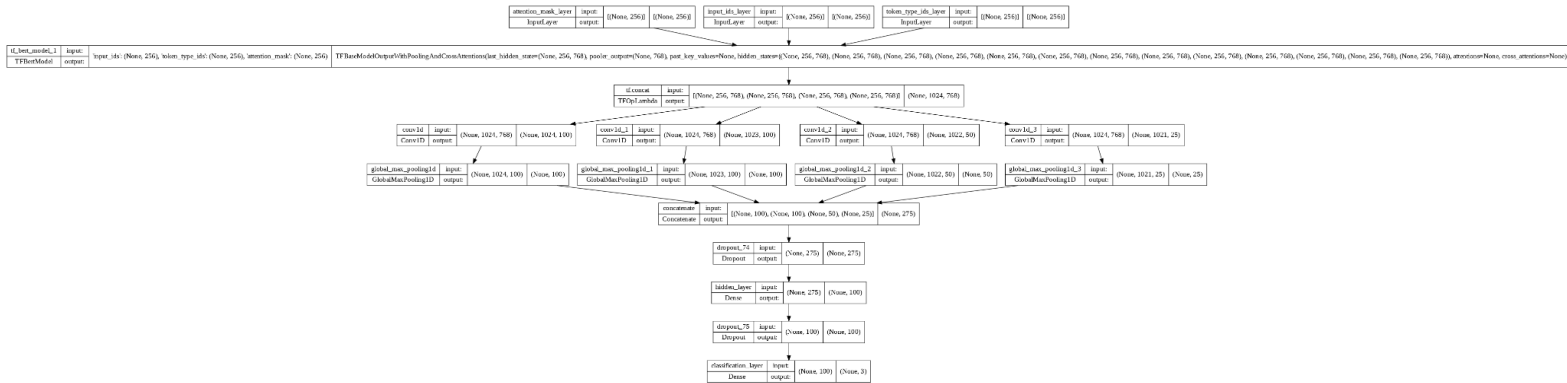 attention_mask_layer input: [(None, 256)] [(None, 256)]
InputLayer output:
input_ids_layer input: [(None, 256)] [(None, 256)]
InputLayer output:
token_type_ids_layer input: [(None, 256)] [(None, 256)]
InputLayer output:
tf_bert_model_1 input: 'input_ids': (None, 256), 'token_type_ids': (None, 256), 'attention_mask': (None, 256) TFBaseModelOutputWithPoolingAndCrossAttentions(last_hidden_state=(None, 256, 768), pooler_output=(None, 768), past_key_values=None, hidden_states=((None, 256, 768), (None, 256, 768), (None, 256, 768), (None, 256, 768), (None, 256, 768), (None, 256, 768), (None, 256, 768), (None, 256, 768), (None, 256, 768), (None, 256, 768), (None, 256, 768), (None, 256, 768), (None, 256, 768)), attentions=None, cross_attentions=None)
TFBertModel output:
tf.concat input: [(None, 256, 768), (None, 256, 768), (None, 256, 768), (None, 256, 768)] (None, 1024, 768)
TFOpLambda output:
conv1d input: (None, 1024, 768) (None, 1024, 100)
Conv1D output:
conv1d_1 input: (None, 1024, 768) (None, 1023, 100)
Conv1D output:
conv1d_2 input: (None, 1024, 768) (None, 1022, 50)
Conv1D output:
conv1d_3 input: (None, 1024, 768) (None, 1021, 25)
Conv1D output:
global_max_pooling1d input: (None, 1024, 100) (None, 100)
GlobalMaxPooling1D output:
global_max_pooling1d_1 input: (None, 1023, 100) (None, 100)
GlobalMaxPooling1D output:
global_max_pooling1d_2 input: (None, 1022, 50) (None, 50)
GlobalMaxPooling1D output:
global_max_pooling1d_3 input: (None, 1021, 25) (None, 25)
GlobalMaxPooling1D output:
concatenate input: [(None, 100), (None, 100), (None, 50), (None, 25)] (None, 275)
Concatenate output:
dropout_74 input: (None, 275) (None, 275)
Dropout output:
hidden_layer input: (None, 275) (None, 100)
Dense output:
dropout_75 input: (None, 100) (None, 100)
Dropout output:
classification_layer input: (None, 100) (None, 3)
Dense output: